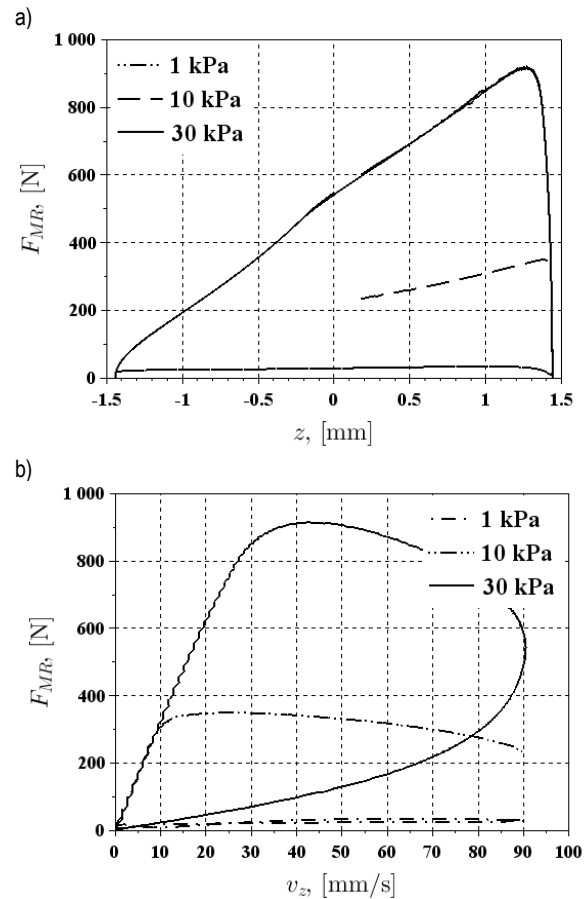 a)
1 000
800
600
400
200
0
F_MR, [N]
1 kPa
10 kPa
30 kPa
-1.5 -1 -0.5 0 0.5 1 1.5
z, [mm]
b)
1 000
800
600
400
200
0
F_MR, [N]
1 kPa
10 kPa
30 kPa
0 10 20 30 40 50 60 70 80 90 100
v_z, [mm/s]